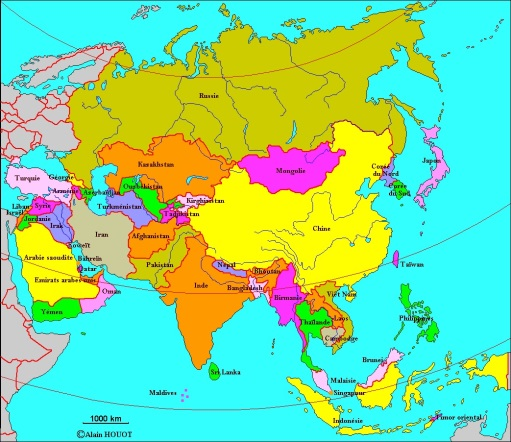 Russie
Kazakhstan
Mongolie
Corée
du Nord
Japon
Turquie
Géorgie
Arménie
Azerbaïdjan
Ouzbékistan
Kirghisistan
Corée
du Sud
Turkménistan
Tadjikistan
Liban
Syrie
Israël
Jordanie
Irak
Iran
Chine
Afghanistan
Koweït
Pakistan
Népal
Bhoutan
Arabie saoudite
Bahreïn
Qatar
Taïwan
Emirats arabes unis
Inde
Bangladesh
Oman
Birmanie
Viêt Nam
Laos
Yémen
Thaïlande
Philippines
Cambodge
Brunei
Sri Lanka
Malaisie
Maldives
Singapour
Indonésie
Timor oriental
1000 km
©Alain HOUOT